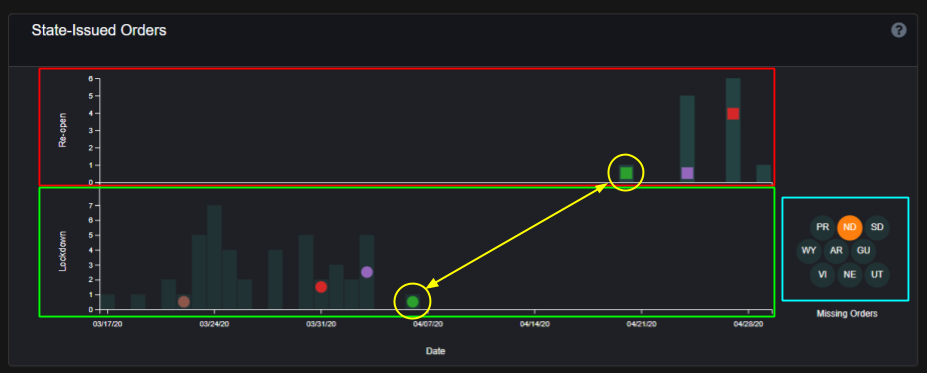 State-Issued Orders
?
Re-open
6
5
4
3
2
1
0
Lockdown
7
6
5
4
3
2
1
0
03/17/20 03/24/20 03/31/20 04/07/20 04/14/20 04/21/20 04/28/20
Date
PR ND SD
WY AR GU
VI NE UT
Missing Orders